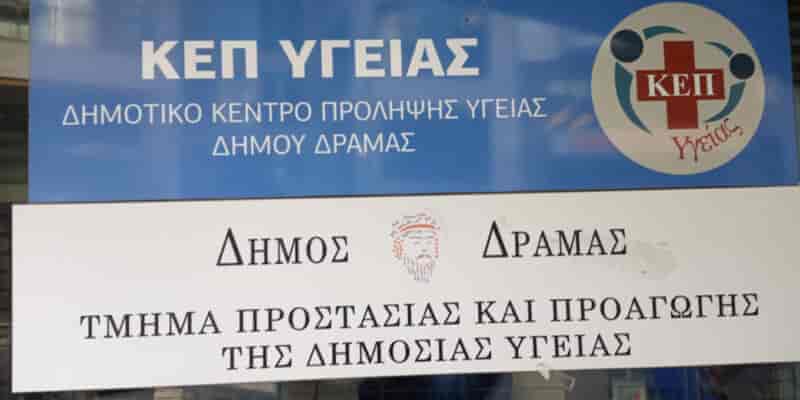 ΚΕΠ ΥΓΕΙΑΣ
ΔΗΜΟΤΙΚΟ ΚΕΝΤΡΟ ΠΡΟΛΗΨΗΣ ΥΓΕΙΑΣ
ΔΗΜΟΥ ΔΡΑΜΑΣ
ΚΕΠ
Υγείας
ΔΗΜΟΣ ΔΡΑΜΑΣ
ΤΜΗΜΑ ΠΡΟΣΤΑΣΙΑΣ ΚΑΙ ΠΡΟΑΓΩΓΗΣ
ΤΗΣ ΔΗΜΟΣΙΑΣ ΥΓΕΙΑΣ